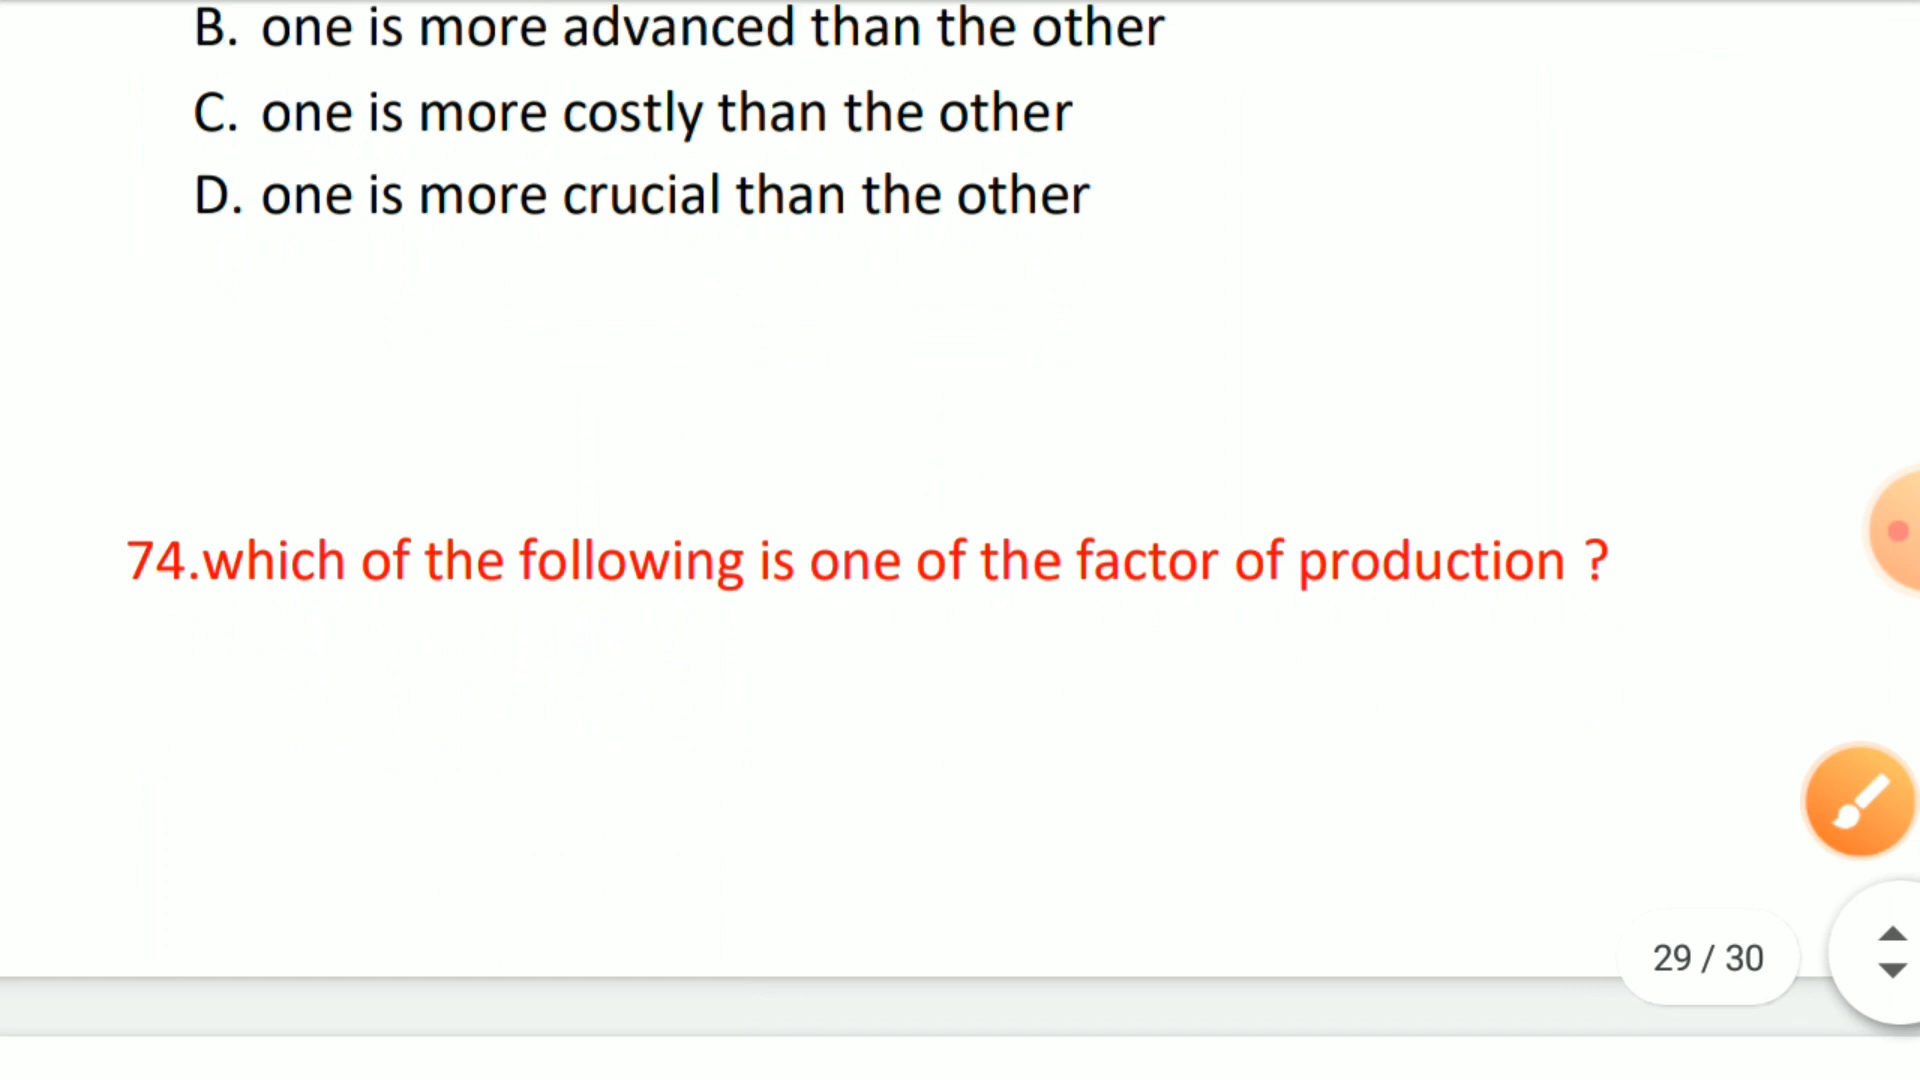 B. one is more advanced than the other
C. one is more costly than the other
D. one is more crucial than the other
74.which of the following is one of the factor of production ?
29 / 30